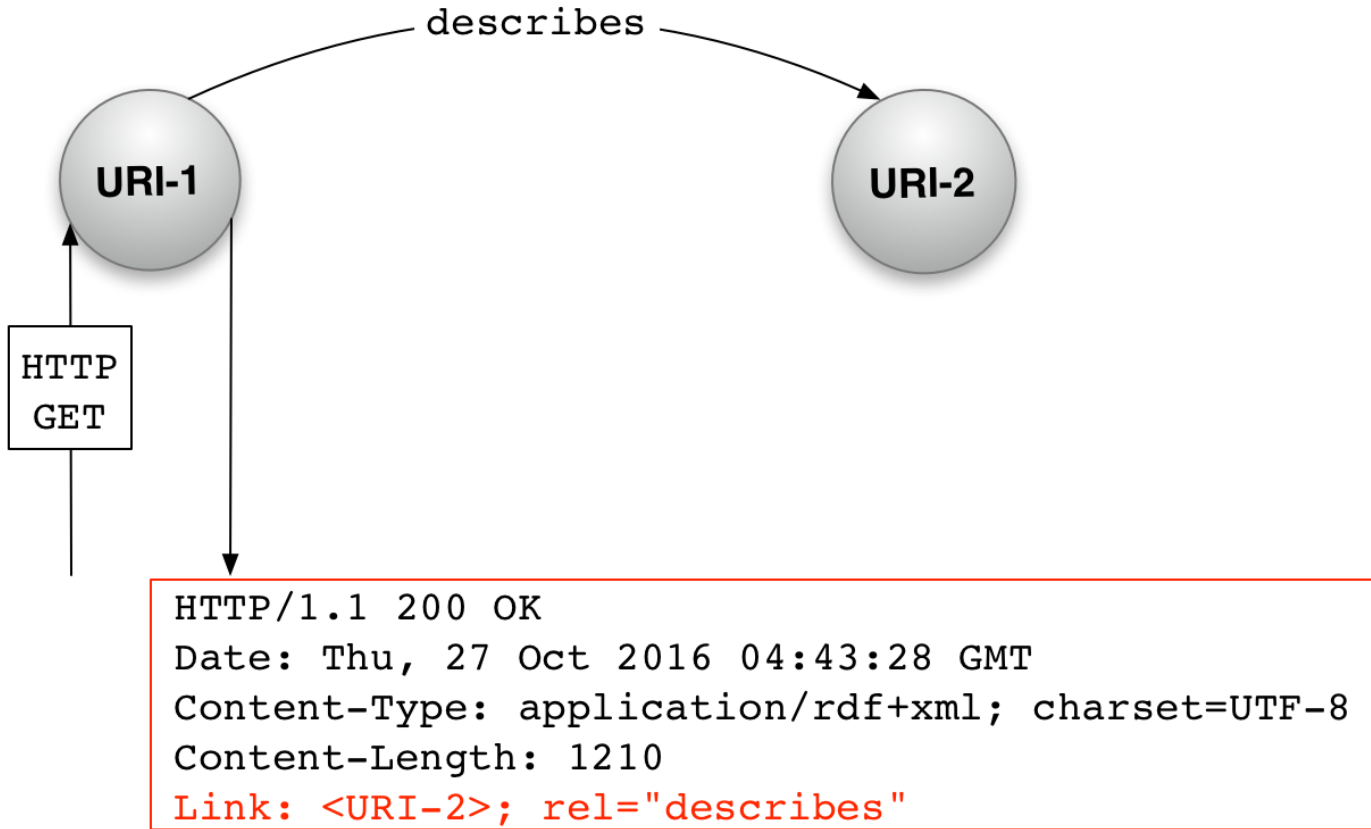 describes
URI-1
URI-2
HTTP
GET
HTTP/1.1 200 OK
Date: Thu, 27 Oct 2016 04:43:28 GMT
Content-Type: application/rdf+xml; charset=UTF-8
Content-Length: 1210
Link: <URI-2>; rel="describes"